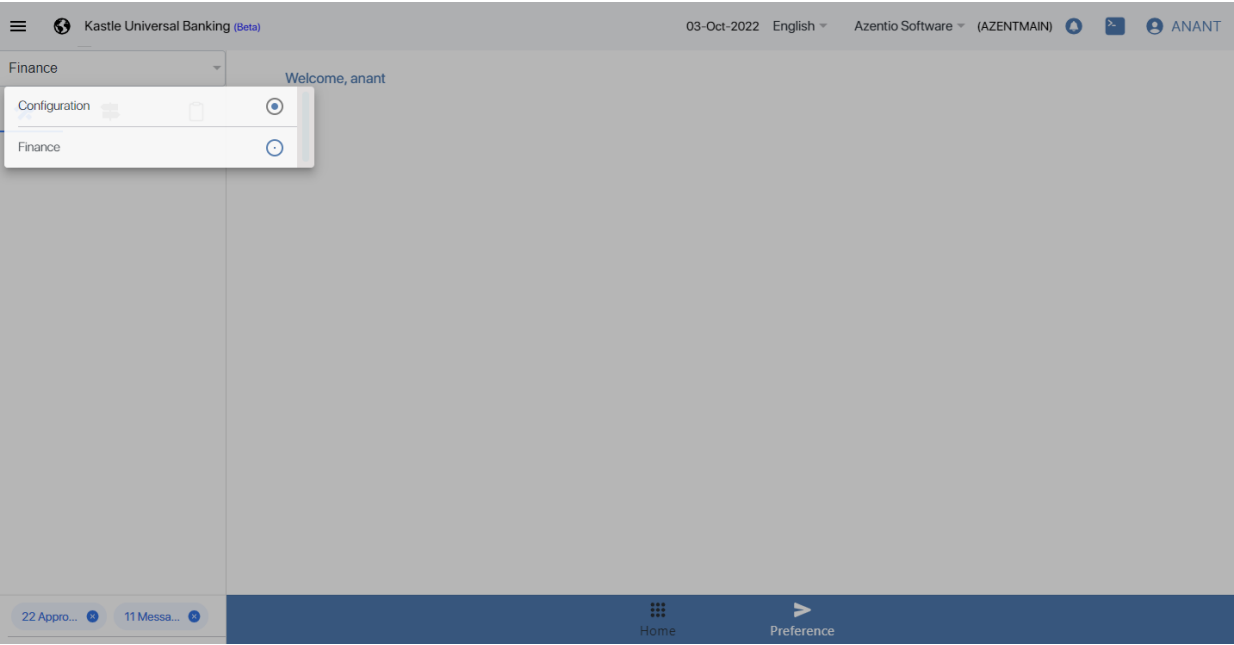 Kastle Universal Banking (Beta)
03-Oct-2022 English Azentio Software (AZENTMAIN) ANANT
Finance
Welcome, anant
Configuration
Finance
22 Appro... 11 Messa...
Home Preference